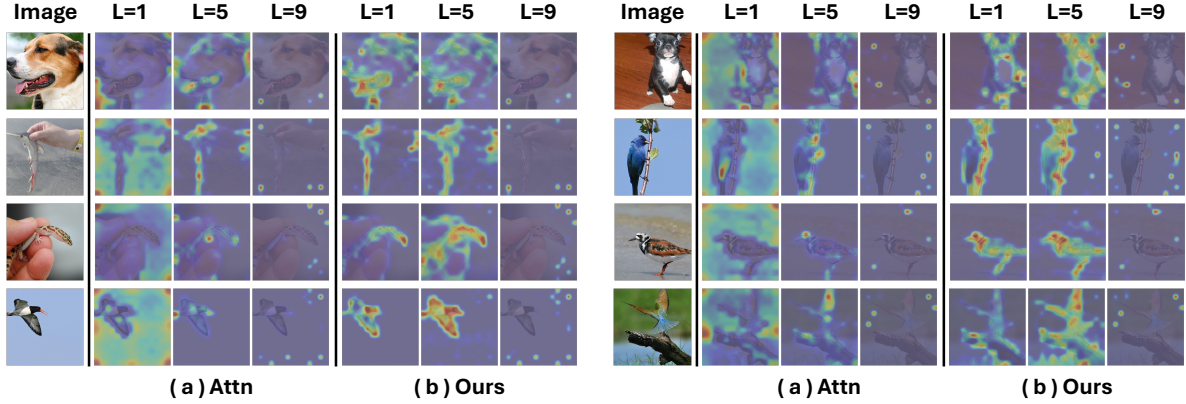 Image L=1 L=5 L=9 L=1 L=5 L=9 Image L=1 L=5 L=9 L=1 L=5 L=9
( a ) Attn ( b ) Ours ( a ) Attn ( b ) Ours